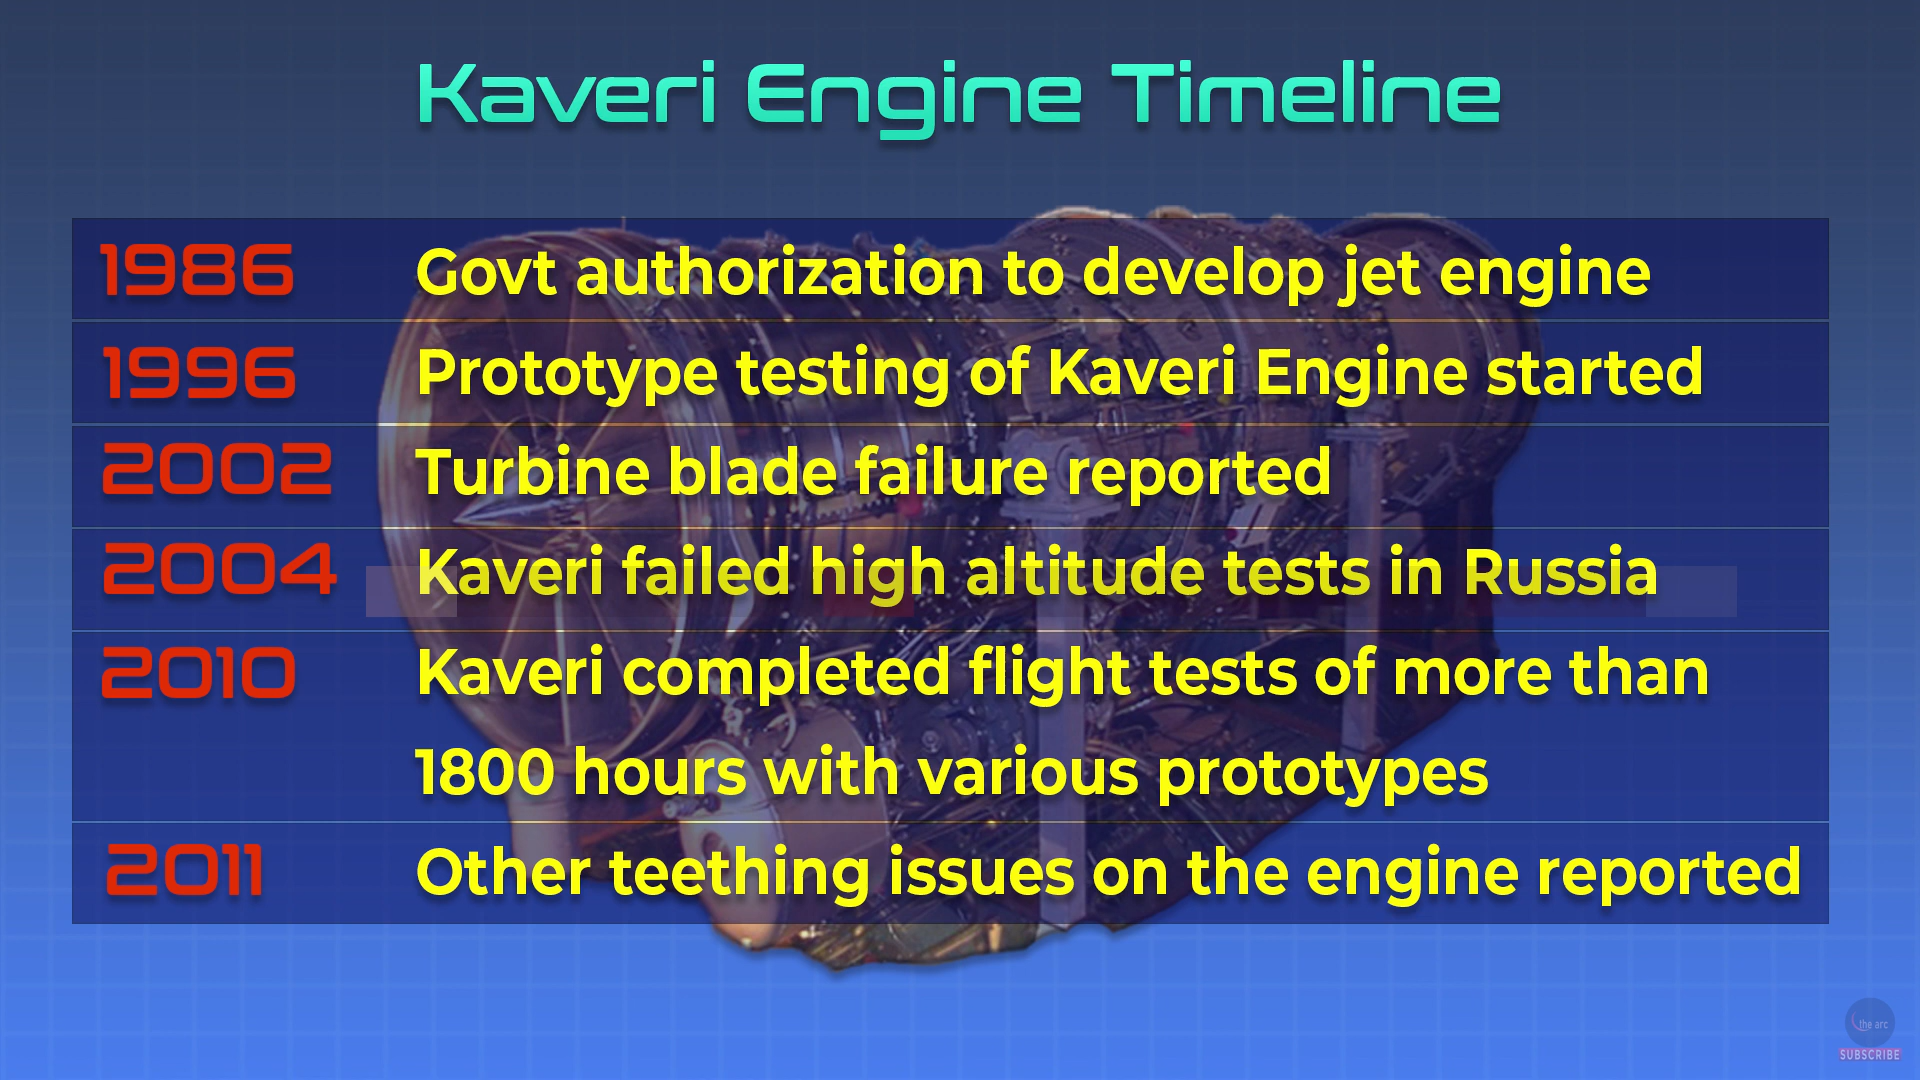 Kaveri Engine Timeline
1986 Govt authorization to develop jet engine
1996 Prototype testing of Kaveri Engine started
2002 Turbine blade failure reported
2004 Kaveri failed high altitude tests in Russia
2010 Kaveri completed flight tests of more than
1800 hours with various prototypes
2011 Other teething issues on the engine reported
the arc
SUBSCRIBE